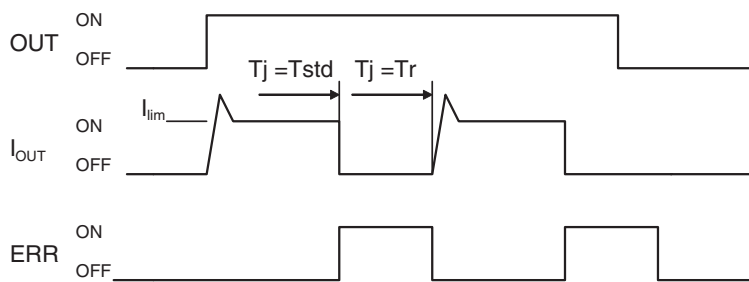 ON
OUT
OFF
Tj =Tstd Tj =Tr
Ilim
ON
IOUT
OFF
ON
ERR
OFF